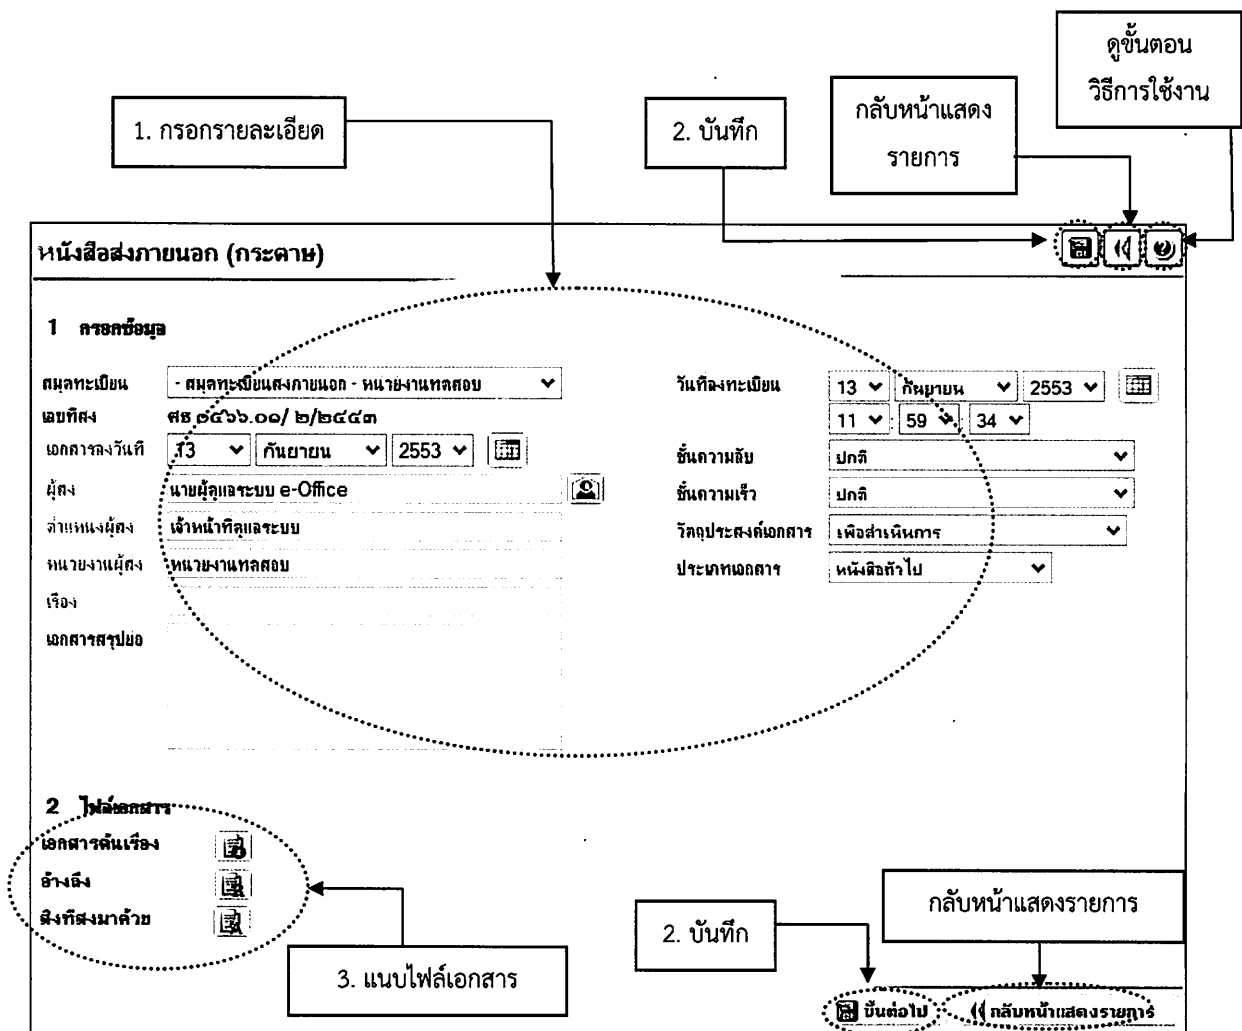 ดูขั้นตอน
วิธีการใช้งาน
1. กรอกรายละเอียด
2. บันทึก
กลับหน้าแสดง
รายการ
หนังสือส่งภายนอก (กระดาษ)
1 กรอกข้อมูล
สมุดทะเบียน - สมุดทะเบียนส่งภายนอก - หน่วยงานทดสอบ
วันที่ลงทะเบียน 13 กันยายน 2553
เลขที่ส่ง
11 : 59 : 34
เอกสารลงวันที่ 13 กันยายน 2553
ชั้นความลับ ปกติ
ผู้ส่ง นายผู้ดูแลระบบ e-Office
ชั้นความเร็ว ปกติ
ตำแหน่งผู้ส่ง เจ้าหน้าที่ดูแลระบบ
วัตถุประสงค์เอกสาร เพื่อดำเนินการ
หน่วยงานผู้ส่ง หน่วยงานทดสอบ
ประเภทเอกสาร หนังสือทั่วไป
เรื่อง
เอกสารสรุปย่อ
2 ไฟล์เอกสาร
เอกสารต้นเรื่อง
อ้างถึง
สิ่งที่ส่งมาด้วย
3. แนบไฟล์เอกสาร
2. บันทึก
กลับหน้าแสดงรายการ
ขั้นต่อไป
กลับหน้าแสดงรายการ